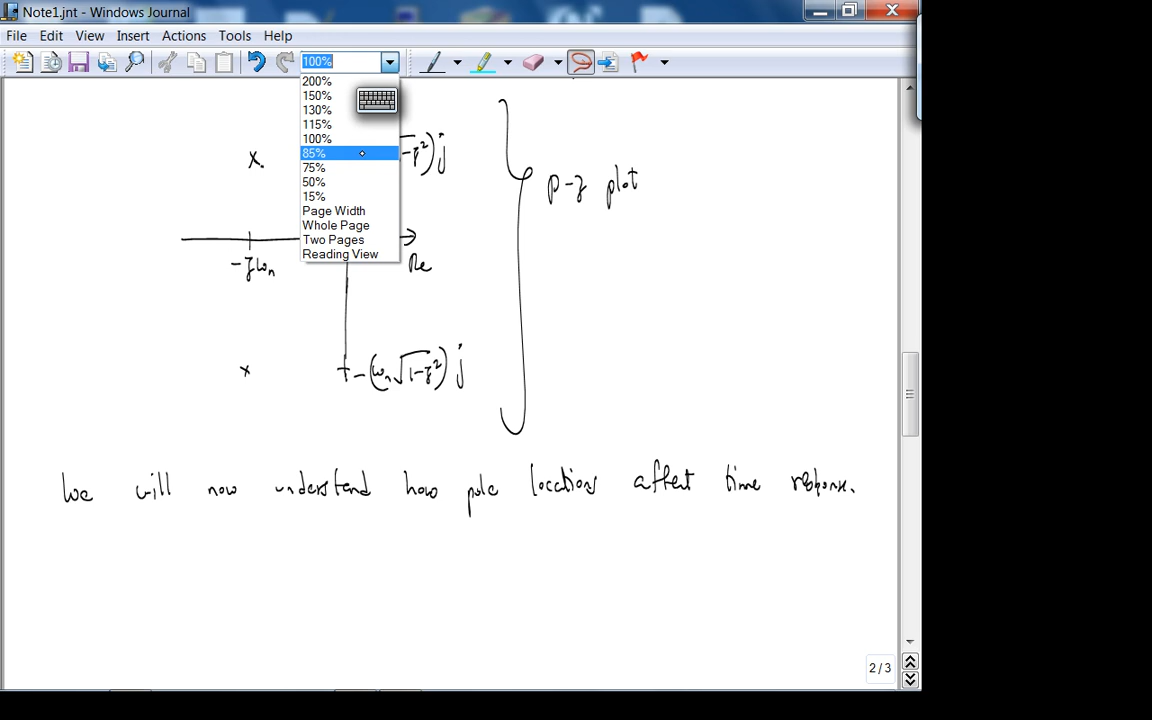 Note1.jnt - Windows Journal
File Edit View Insert Actions Tools Help
100%
200%
150%
130%
115%
100%
85%
75%
50%
15%
Page Width
Whole Page
Two Pages
Reading View
x
-ζ²)j
p-z plot
-ζωn
Re
x
-(ωn√1-ζ²)j
We will now understand how pole locations affect time response.
2/3